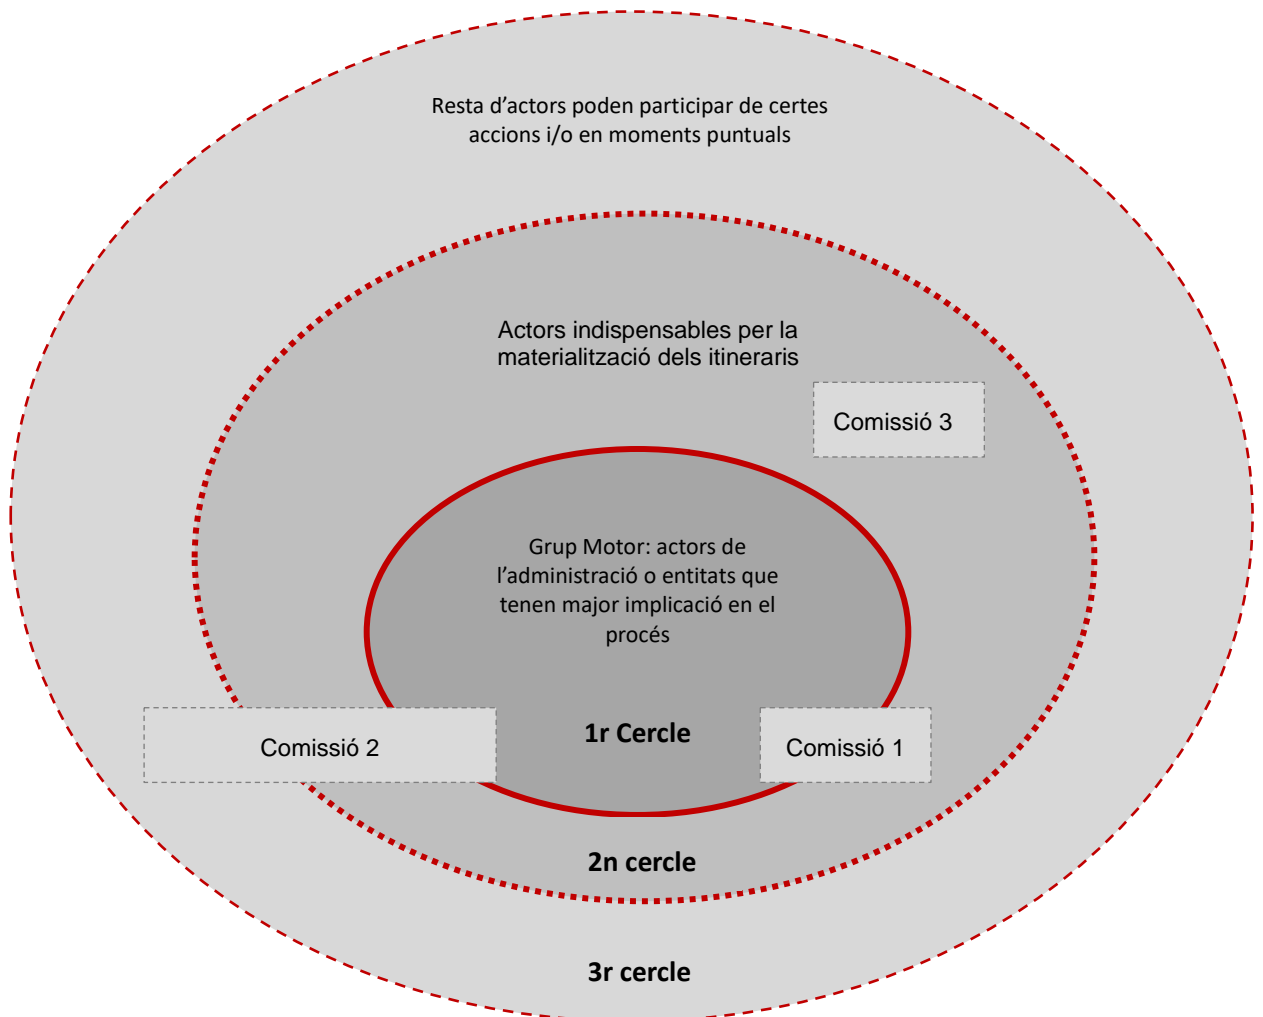 Resta d’actors poden participar de certes
accions i/o en moments puntuals
Actors indispensables per la
materialització dels itineraris
Comissió 3
Grup Motor: actors de
l’administració o entitats que
tenen major implicació en el
procés
1r Cercle
Comissió 2
Comissió 1
2n cercle
3r cercle